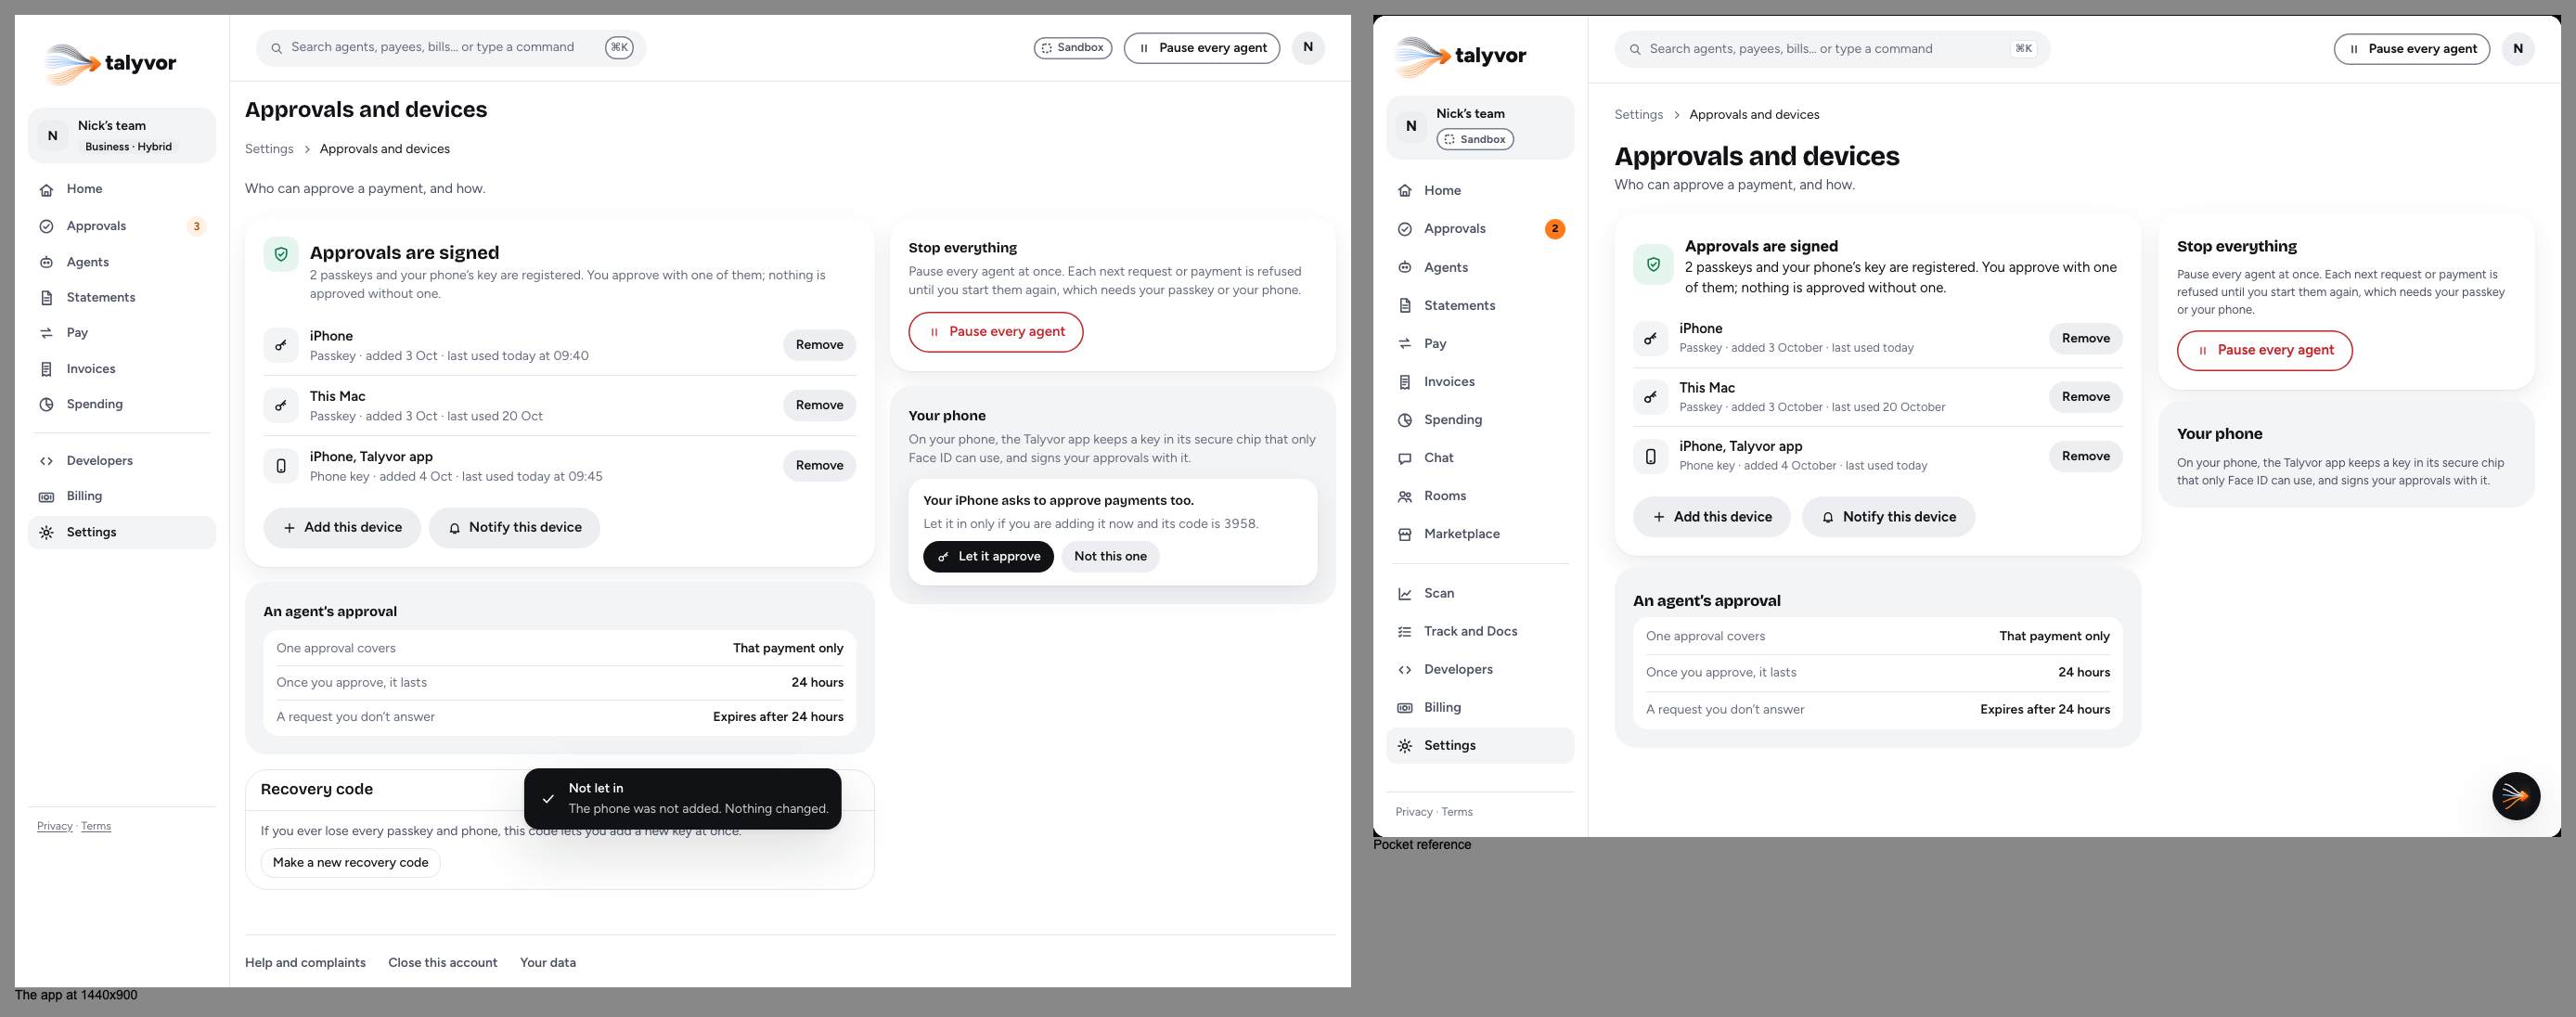 talyvor
Search agents, payees, bills... or type a command
⌘K
Sandbox
Pause every agent
N
N
Nick's team
Business · Hybrid
Home
Approvals
3
Agents
Statements
Pay
Invoices
Spending
Developers
Billing
Settings
Privacy · Terms
Approvals and devices
Settings > Approvals and devices
Who can approve a payment, and how.
Approvals are signed
2 passkeys and your phone's key are registered. You approve with one of them; nothing is
approved without one.
iPhone
Passkey · added 3 Oct · last used today at 09:40
Remove
This Mac
Passkey · added 3 Oct · last used 20 Oct
Remove
iPhone, Talyvor app
Phone key · added 4 Oct · last used today at 09:45
Remove
+ Add this device
Notify this device
An agent's approval
One approval covers
That payment only
Once you approve, it lasts
24 hours
A request you don't answer
Expires after 24 hours
Recovery code
If you ever lose every passkey and phone, this code lets you add a new key at once.
Make a new recovery code
Not let in
The phone was not added. Nothing changed.
Stop everything
Pause every agent at once. Each next request or payment is refused
until you start them again, which needs your passkey or your phone.
Pause every agent
Your phone
On your phone, the Talyvor app keeps a key in its secure chip that only
Face ID can use, and signs your approvals with it.
Your iPhone asks to approve payments too.
Let it in only if you are adding it now and its code is 3958.
Let it approve
Not this one
Help and complaints
Close this account
Your data
The app at 1440x900
talyvor
Search agents, payees, bills... or type a command
⌘K
Pause every agent
N
N
Nick's team
Sandbox
Home
Approvals
2
Agents
Statements
Pay
Invoices
Spending
Chat
Rooms
Marketplace
Scan
Track and Docs
Developers
Billing
Settings
Privacy · Terms
Settings > Approvals and devices
Approvals and devices
Who can approve a payment, and how.
Approvals are signed
2 passkeys and your phone's key are registered. You approve with one
of them; nothing is approved without one.
iPhone
Passkey · added 3 October · last used today
Remove
This Mac
Passkey · added 3 October · last used 20 October
Remove
iPhone, Talyvor app
Phone key · added 4 October · last used today
Remove
+ Add this device
Notify this device
An agent's approval
One approval covers
That payment only
Once you approve, it lasts
24 hours
A request you don't answer
Expires after 24 hours
Stop everything
Pause every agent at once. Each next request or payment is
refused until you start them again, which needs your passkey
or your phone.
Pause every agent
Your phone
On your phone, the Talyvor app keeps a key in its secure chip
that only Face ID can use, and signs your approvals with it.
Pocket reference